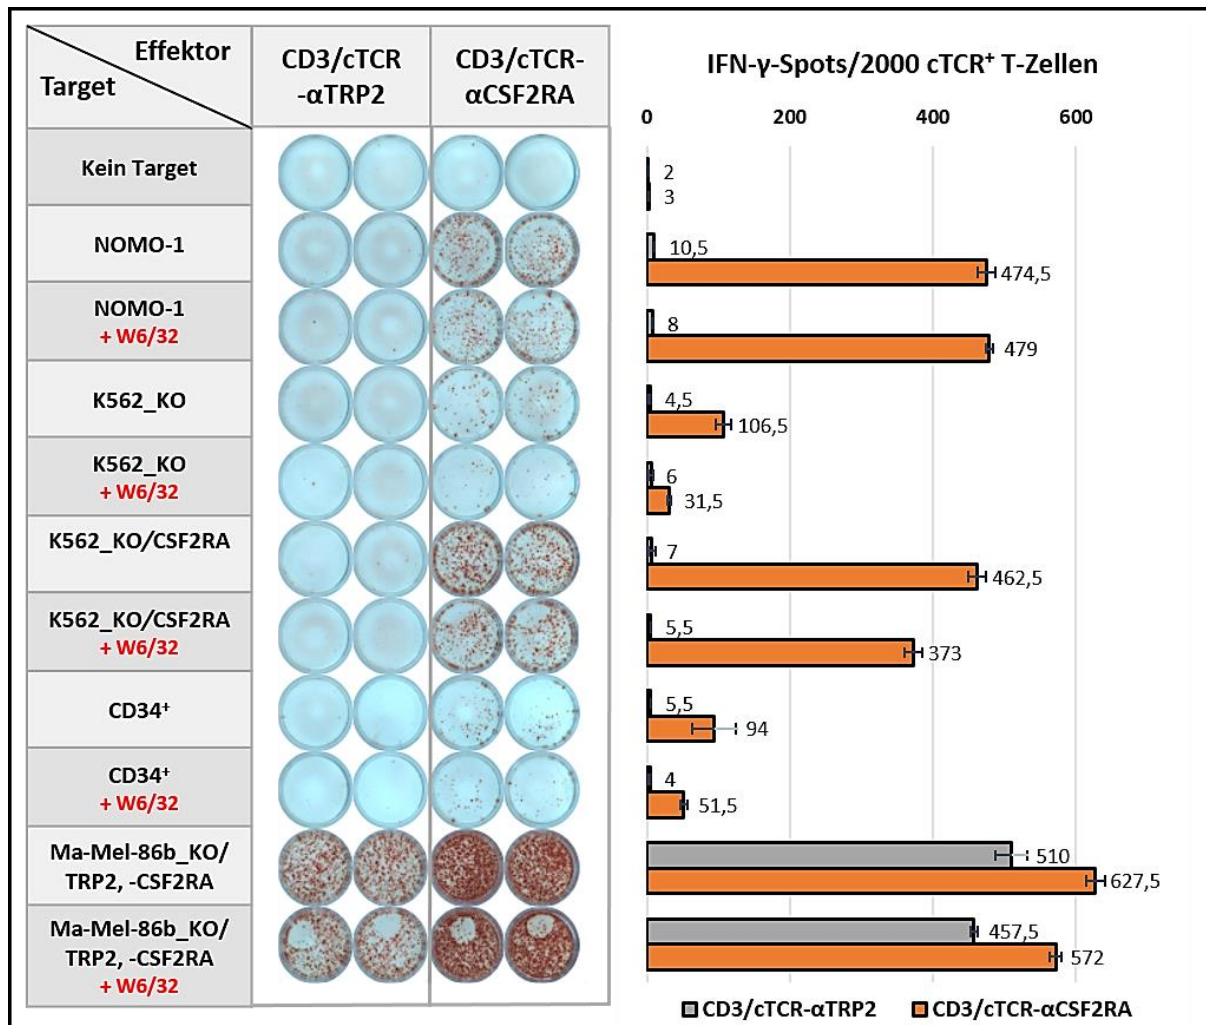 Effektor
Target
CD3/cTCR
-αTRP2
CD3/cTCR-
αCSF2RA
Kein Target
NOMO-1
NOMO-1
+ W6/32
K562_KO
K562_KO
+ W6/32
K562_KO/CSF2RA
K562_KO/CSF2RA
+ W6/32
CD34⁺
CD34⁺
+ W6/32
Ma-Mel-86b_KO/
TRP2, -CSF2RA
Ma-Mel-86b_KO/
TRP2, -CSF2RA
+ W6/32
IFN-γ-Spots/2000 cTCR⁺ T-Zellen
0 200 400 600
2
3
10,5
474,5
8
479
4,5
106,5
6
31,5
7
462,5
5,5
373
5,5
94
4
51,5
510
627,5
457,5
572
CD3/cTCR-αTRP2 CD3/cTCR-αCSF2RA